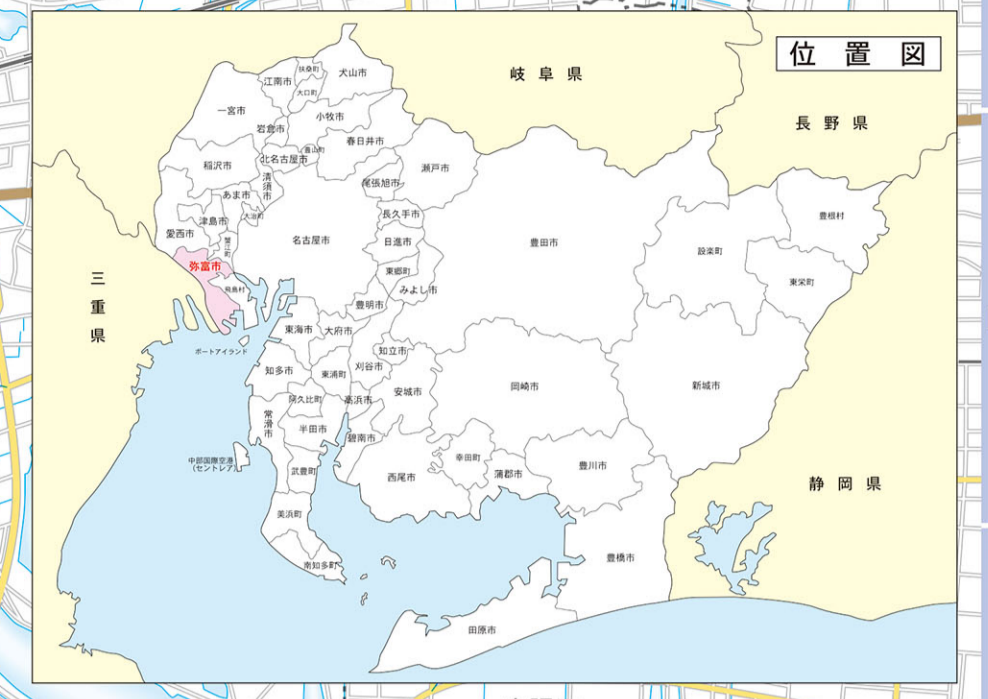 位置図
岐阜県
長野県
三重県
静岡県
扶桑町
犬山市
江南市
大口町
一宮市
小牧市
岩倉市
春日井市
豊山町
北名古屋市
稲沢市
清須市
瀬戸市
尾張旭市
あま市
大治町
津島市
長久手市
愛西市
蟹江町
名古屋市
日進市
豊田市
設楽町
豊根村
弥富市
東郷町
東栄町
飛島村
みよし市
豊明市
東海市
大府市
ポートアイランド
知立市
知多市
東浦町
刈谷市
岡崎市
新城市
安城市
阿久比町
高浜市
常滑市
半田市
碧南市
中部国際空港
(セントレア)
武豊町
西尾市
幸田町
蒲郡市
豊川市
美浜町
南知多町
豊橋市
田原市